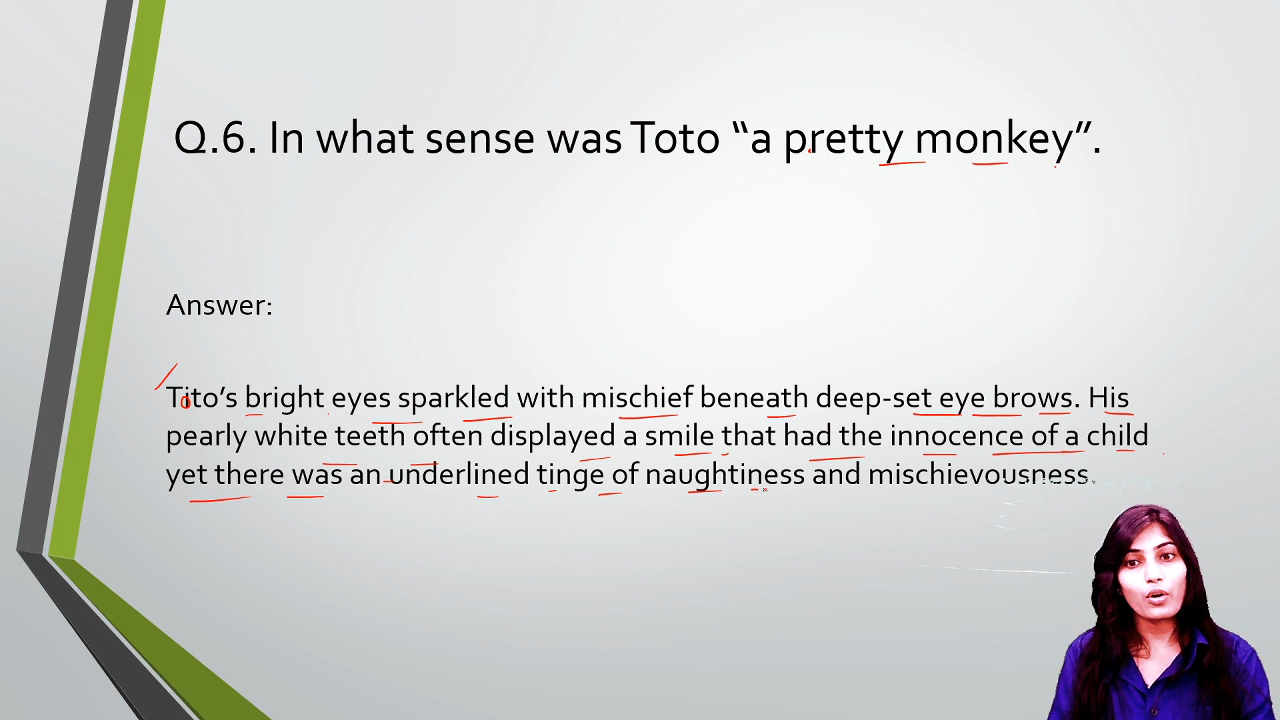 Q.6. In what sense was Toto “a pretty monkey”.
Answer:
Tito’s bright eyes sparkled with mischief beneath deep-set eye brows. His
pearly white teeth often displayed a smile that had the innocence of a child
yet there was an underlined tinge of naughtiness and mischievousness.